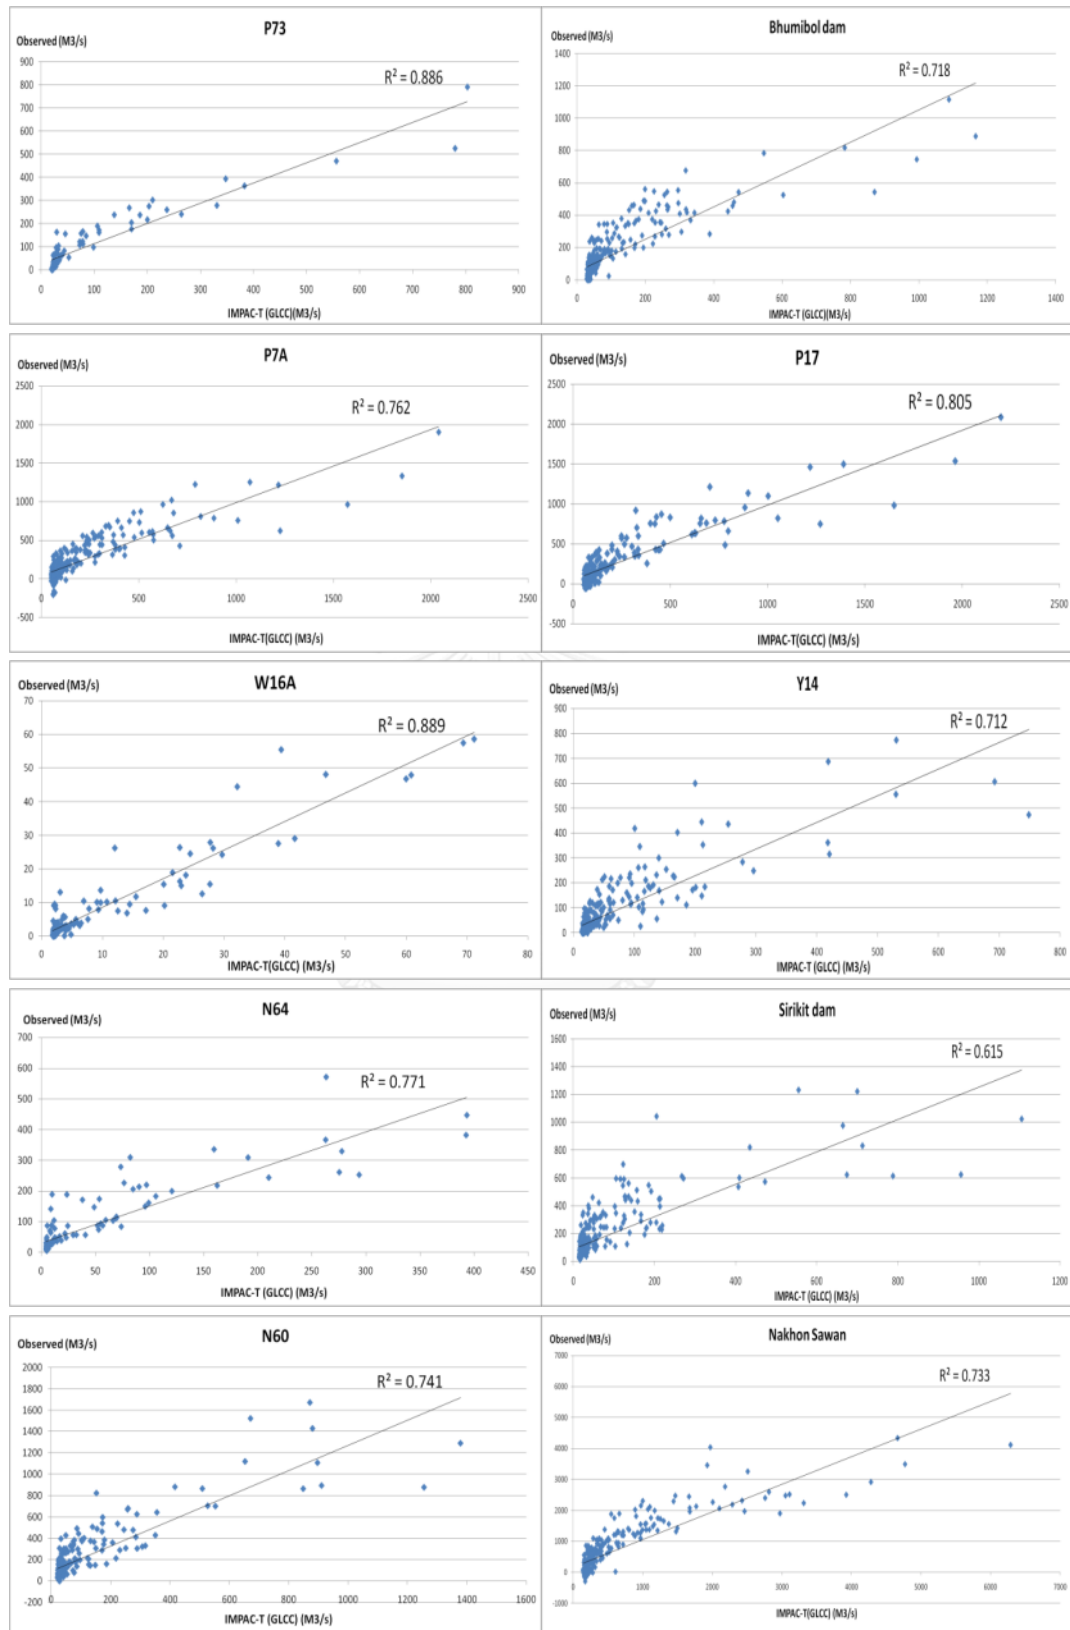 P73
Observed (M3/s)
R² = 0.886
900
800
700
600
500
400
300
200
100
0
0 100 200 300 400 500 600 700 800 900
IMPAC-T (GLCC)(M3/s)
Bhumibol dam
Observed (M3/s)
R² = 0.718
1400
1200
1000
800
600
400
200
0
0 200 400 600 800 1000 1200 1400
IMPAC-T (GLCC)(M3/s)
P7A
Observed (M3/s)
R² = 0.762
2500
2000
1500
1000
500
0
-500
0 500 1000 1500 2000 2500
IMPAC-T(GLCC) (M3/s)
P17
Observed (M3/s)
R² = 0.805
2500
2000
1500
1000
500
0
-500
0 500 1000 1500 2000 2500
IMPAC-T(GLCC) (M3/s)
W16A
Observed (M3/s)
R² = 0.889
70
60
50
40
30
20
10
0
0 10 20 30 40 50 60 70 80
IMPAC-T(GLCC) (M3/s)
Y14
Observed (M3/s)
R² = 0.712
900
800
700
600
500
400
300
200
100
0
0 100 200 300 400 500 600 700 800
IMPAC-T (GLCC) (M3/s)
N64
Observed (M3/s)
R² = 0.771
700
600
500
400
300
200
100
0
0 50 100 150 200 250 300 350 400 450
IMPAC-T (GLCC) (M3/s)
Sirikit dam
Observed (M3/s)
R² = 0.615
1600
1400
1200
1000
800
600
400
200
0
0 200 400 600 800 1000 1200
IMPAC-T (GLCC) (M3/s)
N60
Observed (M3/s)
R² = 0.741
2000
1800
1600
1400
1200
1000
800
600
400
200
0
-200
0 200 400 600 800 1000 1200 1400 1600
IMPAC-T (GLCC) (M3/s)
Nakhon Sawan
Observed (M3/s)
R² = 0.733
7000
6000
5000
4000
3000
2000
1000
0
-1000
0 1000 2000 3000 4000 5000 6000 7000
IMPAC-T(GLCC) (M3/s)